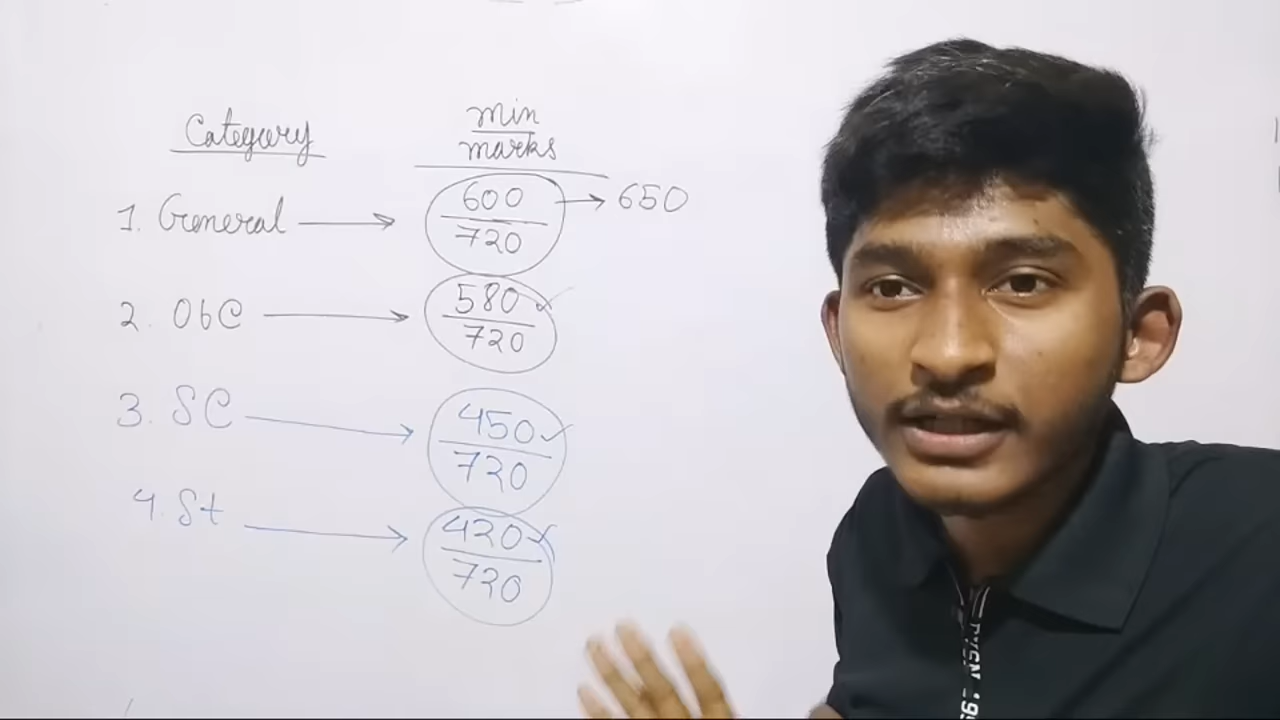 Category
min
marks
1. General → 600/720 → 650
2. ObC → 580/720
3. SC → 450/720
4. St → 420/720